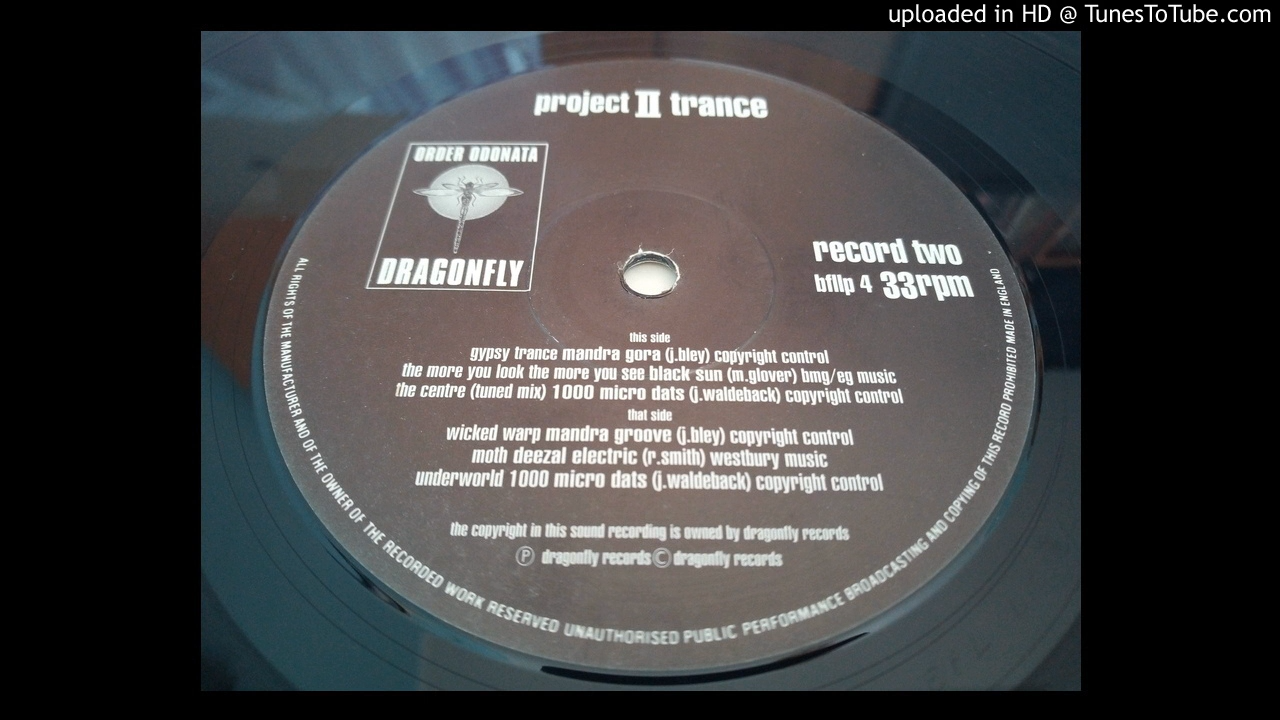 uploaded in HD @ TunesToTube.com
project II trance
ORDER ODONATA
DRAGONFLY
record two
bfllp 4 33rpm
this side
gypsy trance mandra gora (j.bley) copyright control
the more you look the more you see black sun (m.glover) bmg/eg music
the centre (tuned mix) 1000 micro dats (j.waldeback) copyright control
that side
wicked warp mandra groove (j.bley) copyright control
moth deezal electric (r.smith) westbury music
underworld 1000 micro dats (j.waldeback) copyright control
the copyright in this sound recording is owned by dragonfly records
℗ dragonfly records © dragonfly records
ALL RIGHTS OF THE MANUFACTURER AND OF THE OWNER OF THE RECORDED WORK RESERVED UNAUTHORISED PUBLIC PERFORMANCE BROADCASTING AND COPYING OF THIS RECORD PROHIBITED MADE IN ENGLAND